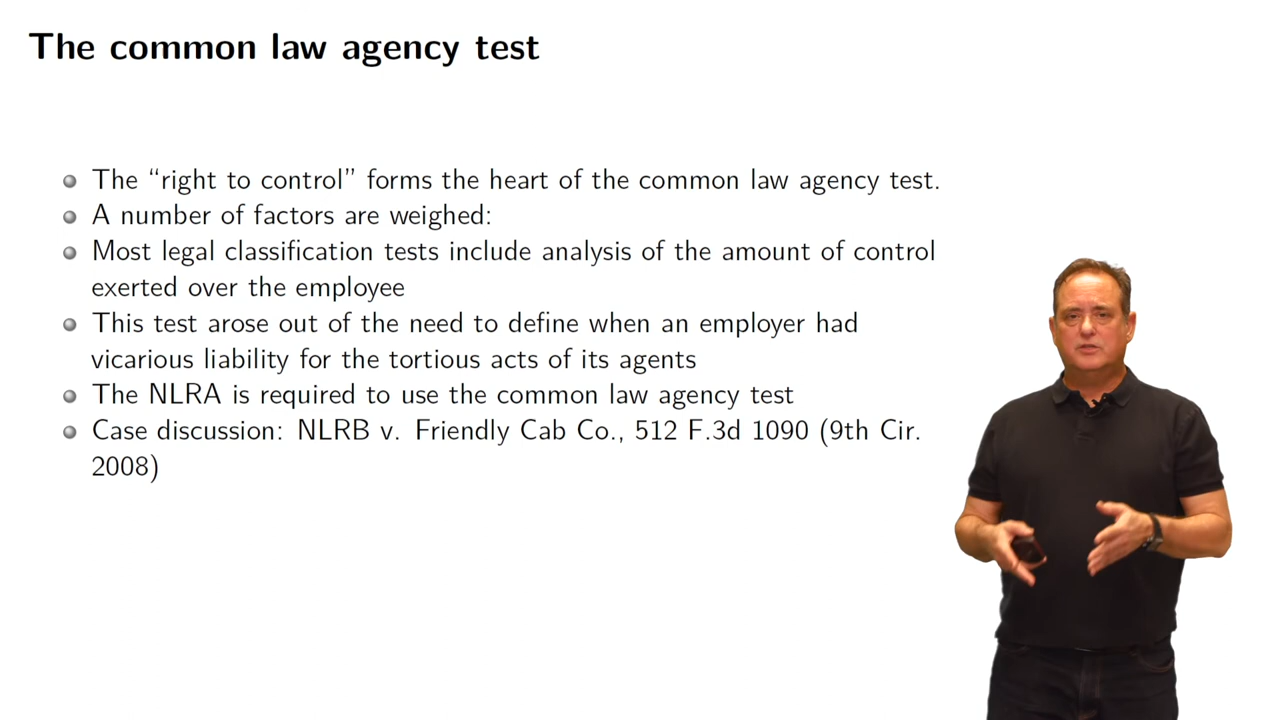 The common law agency test
The “right to control” forms the heart of the common law agency test.
A number of factors are weighed:
Most legal classification tests include analysis of the amount of control
exerted over the employee
This test arose out of the need to define when an employer had
vicarious liability for the tortious acts of its agents
The NLRA is required to use the common law agency test
Case discussion: NLRB v. Friendly Cab Co., 512 F.3d 1090 (9th Cir.
2008)